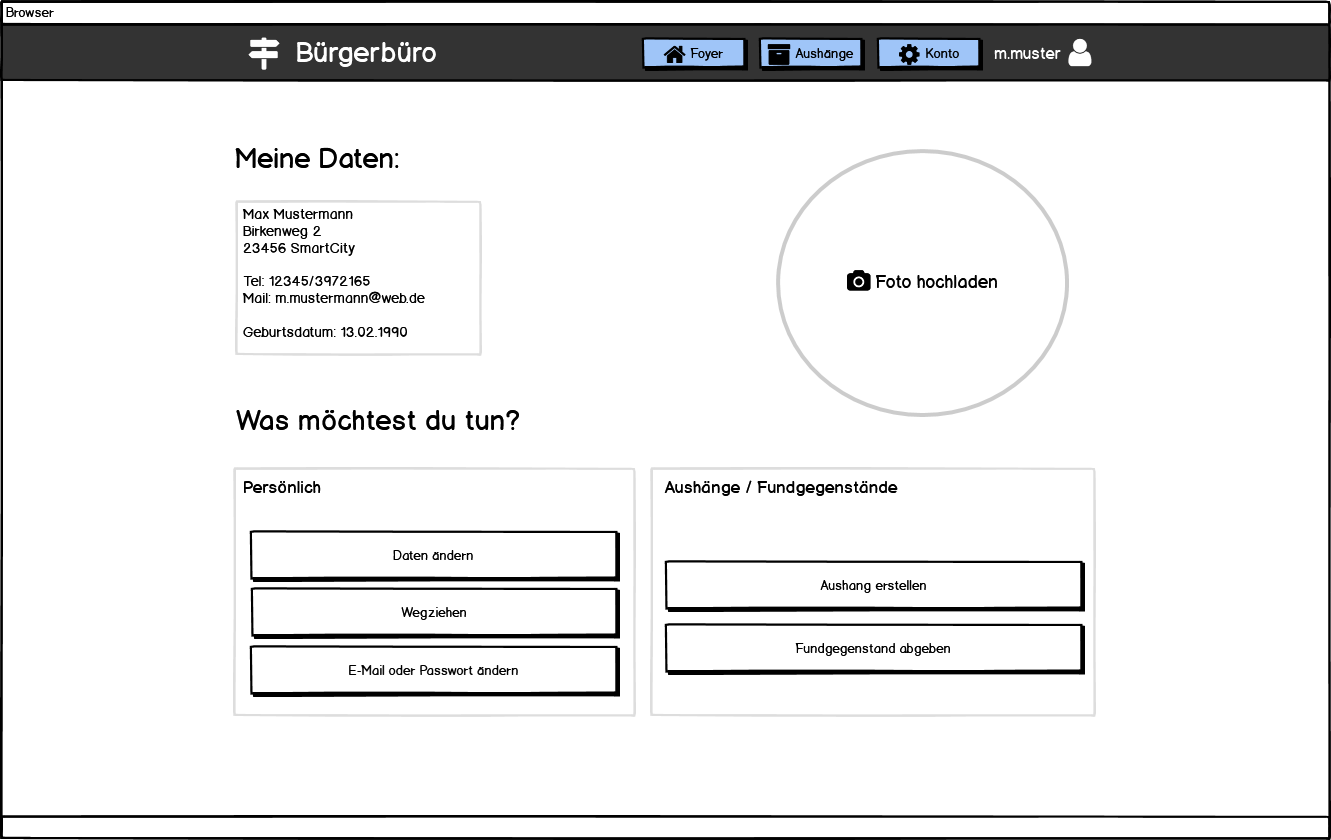 Browser
Bürgerbüro
Foyer
Aushänge
Konto
m.muster
Meine Daten:
Max Mustermann
Birkenweg 2
23456 SmartCity
Tel: 12345/3972165
Mail: m.mustermann@web.de
Geburtsdatum: 13.02.1990
Foto hochladen
Was möchtest du tun?
Persönlich
Daten ändern
Wegziehen
E-Mail oder Passwort ändern
Aushänge / Fundgegenstände
Aushang erstellen
Fundgegenstand abgeben